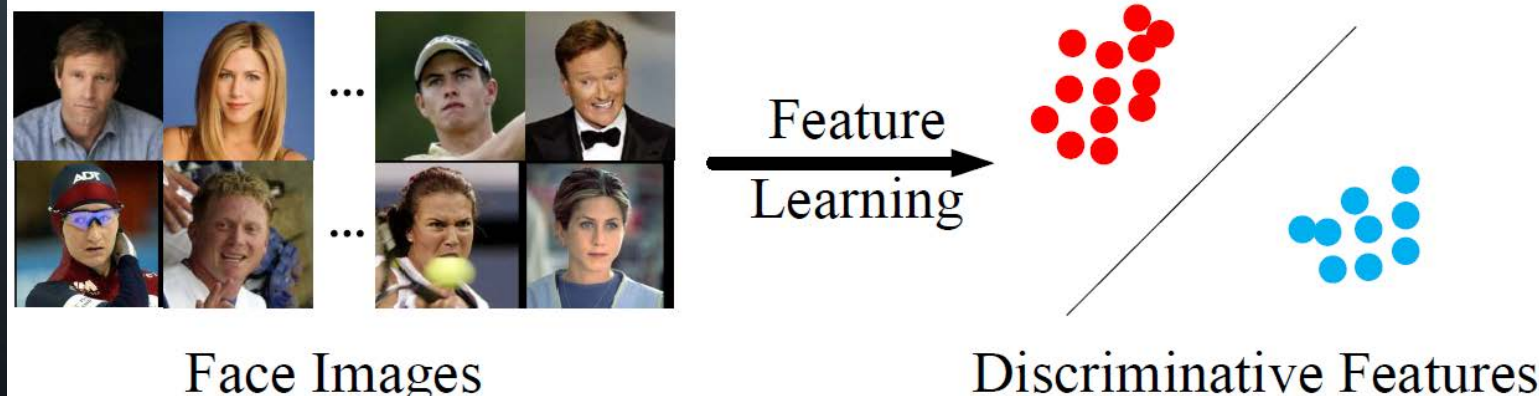 ...
ADT
...
Feature
Learning
Face Images
Discriminative Features